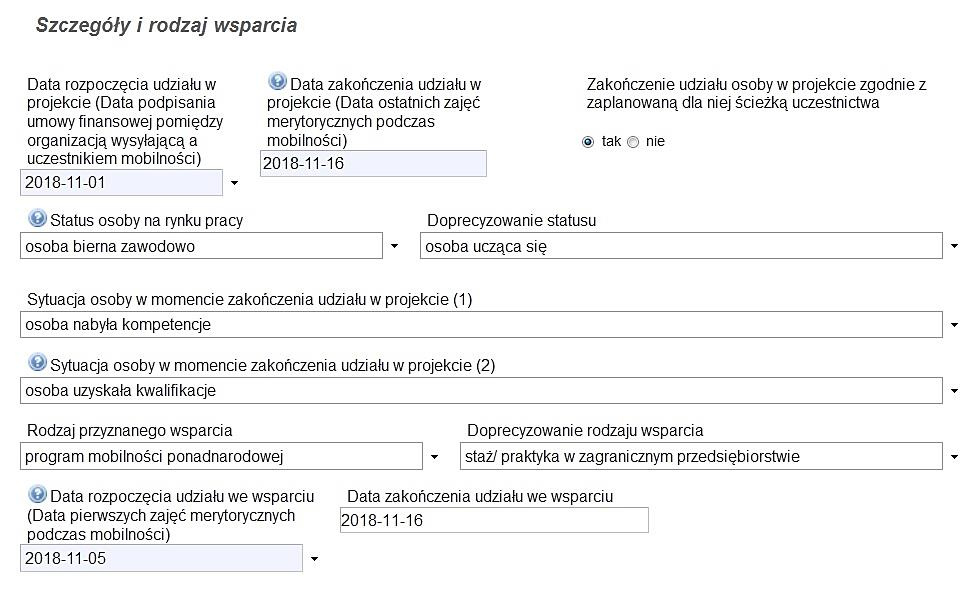 Szczegóły i rodzaj wsparcia
Data rozpoczęcia udziału w
projekcie (Data podpisania
umowy finansowej pomiędzy
organizacją wysyłającą a
uczestnikiem mobilności)
2018-11-01
Data zakończenia udziału w
projekcie (Data ostatnich zajęć
merytorycznych podczas
mobilności)
2018-11-16
Zakończenie udziału osoby w projekcie zgodnie z
zaplanowaną dla niej ścieżką uczestnictwa
tak nie
Status osoby na rynku pracy
osoba bierna zawodowo
Doprecyzowanie statusu
osoba ucząca się
Sytuacja osoby w momencie zakończenia udziału w projekcie (1)
osoba nabyła kompetencje
Sytuacja osoby w momencie zakończenia udziału w projekcie (2)
osoba uzyskała kwalifikacje
Rodzaj przyznanego wsparcia
program mobilności ponadnarodowej
Doprecyzowanie rodzaju wsparcia
staż/ praktyka w zagranicznym przedsiębiorstwie
Data rozpoczęcia udziału we wsparciu
(Data pierwszych zajęć merytorycznych
podczas mobilności)
2018-11-05
Data zakończenia udziału we wsparciu
2018-11-16